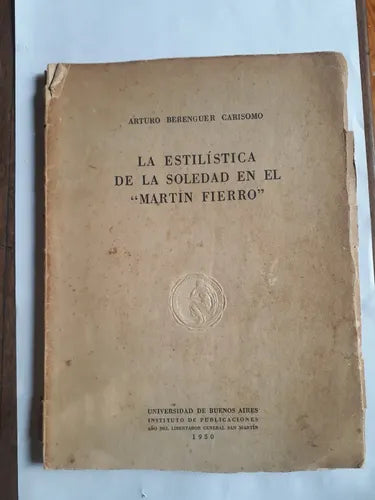 ARTURO BERENGUER CARISOMO
LA ESTILÍSTICA
DE LA SOLEDAD EN EL
“MARTÍN FIERRO”
UNIVERSIDAD DE BUENOS AIRES
INSTITUTO DE PUBLICACIONES
AÑO DEL LIBERTADOR GENERAL SAN MARTÍN
1950